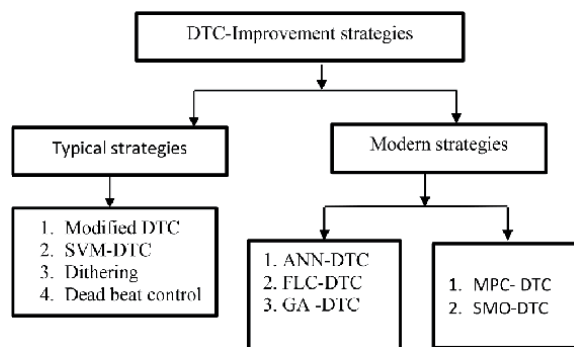 DTC-Improvement strategies
Typical strategies
Modern strategies
1. Modified DTC
2. SVM-DTC
3. Dithering
4. Dead beat control
1. ANN-DTC
2. FLC-DTC
3. GA -DTC
1. MPC- DTC
2. SMO-DTC